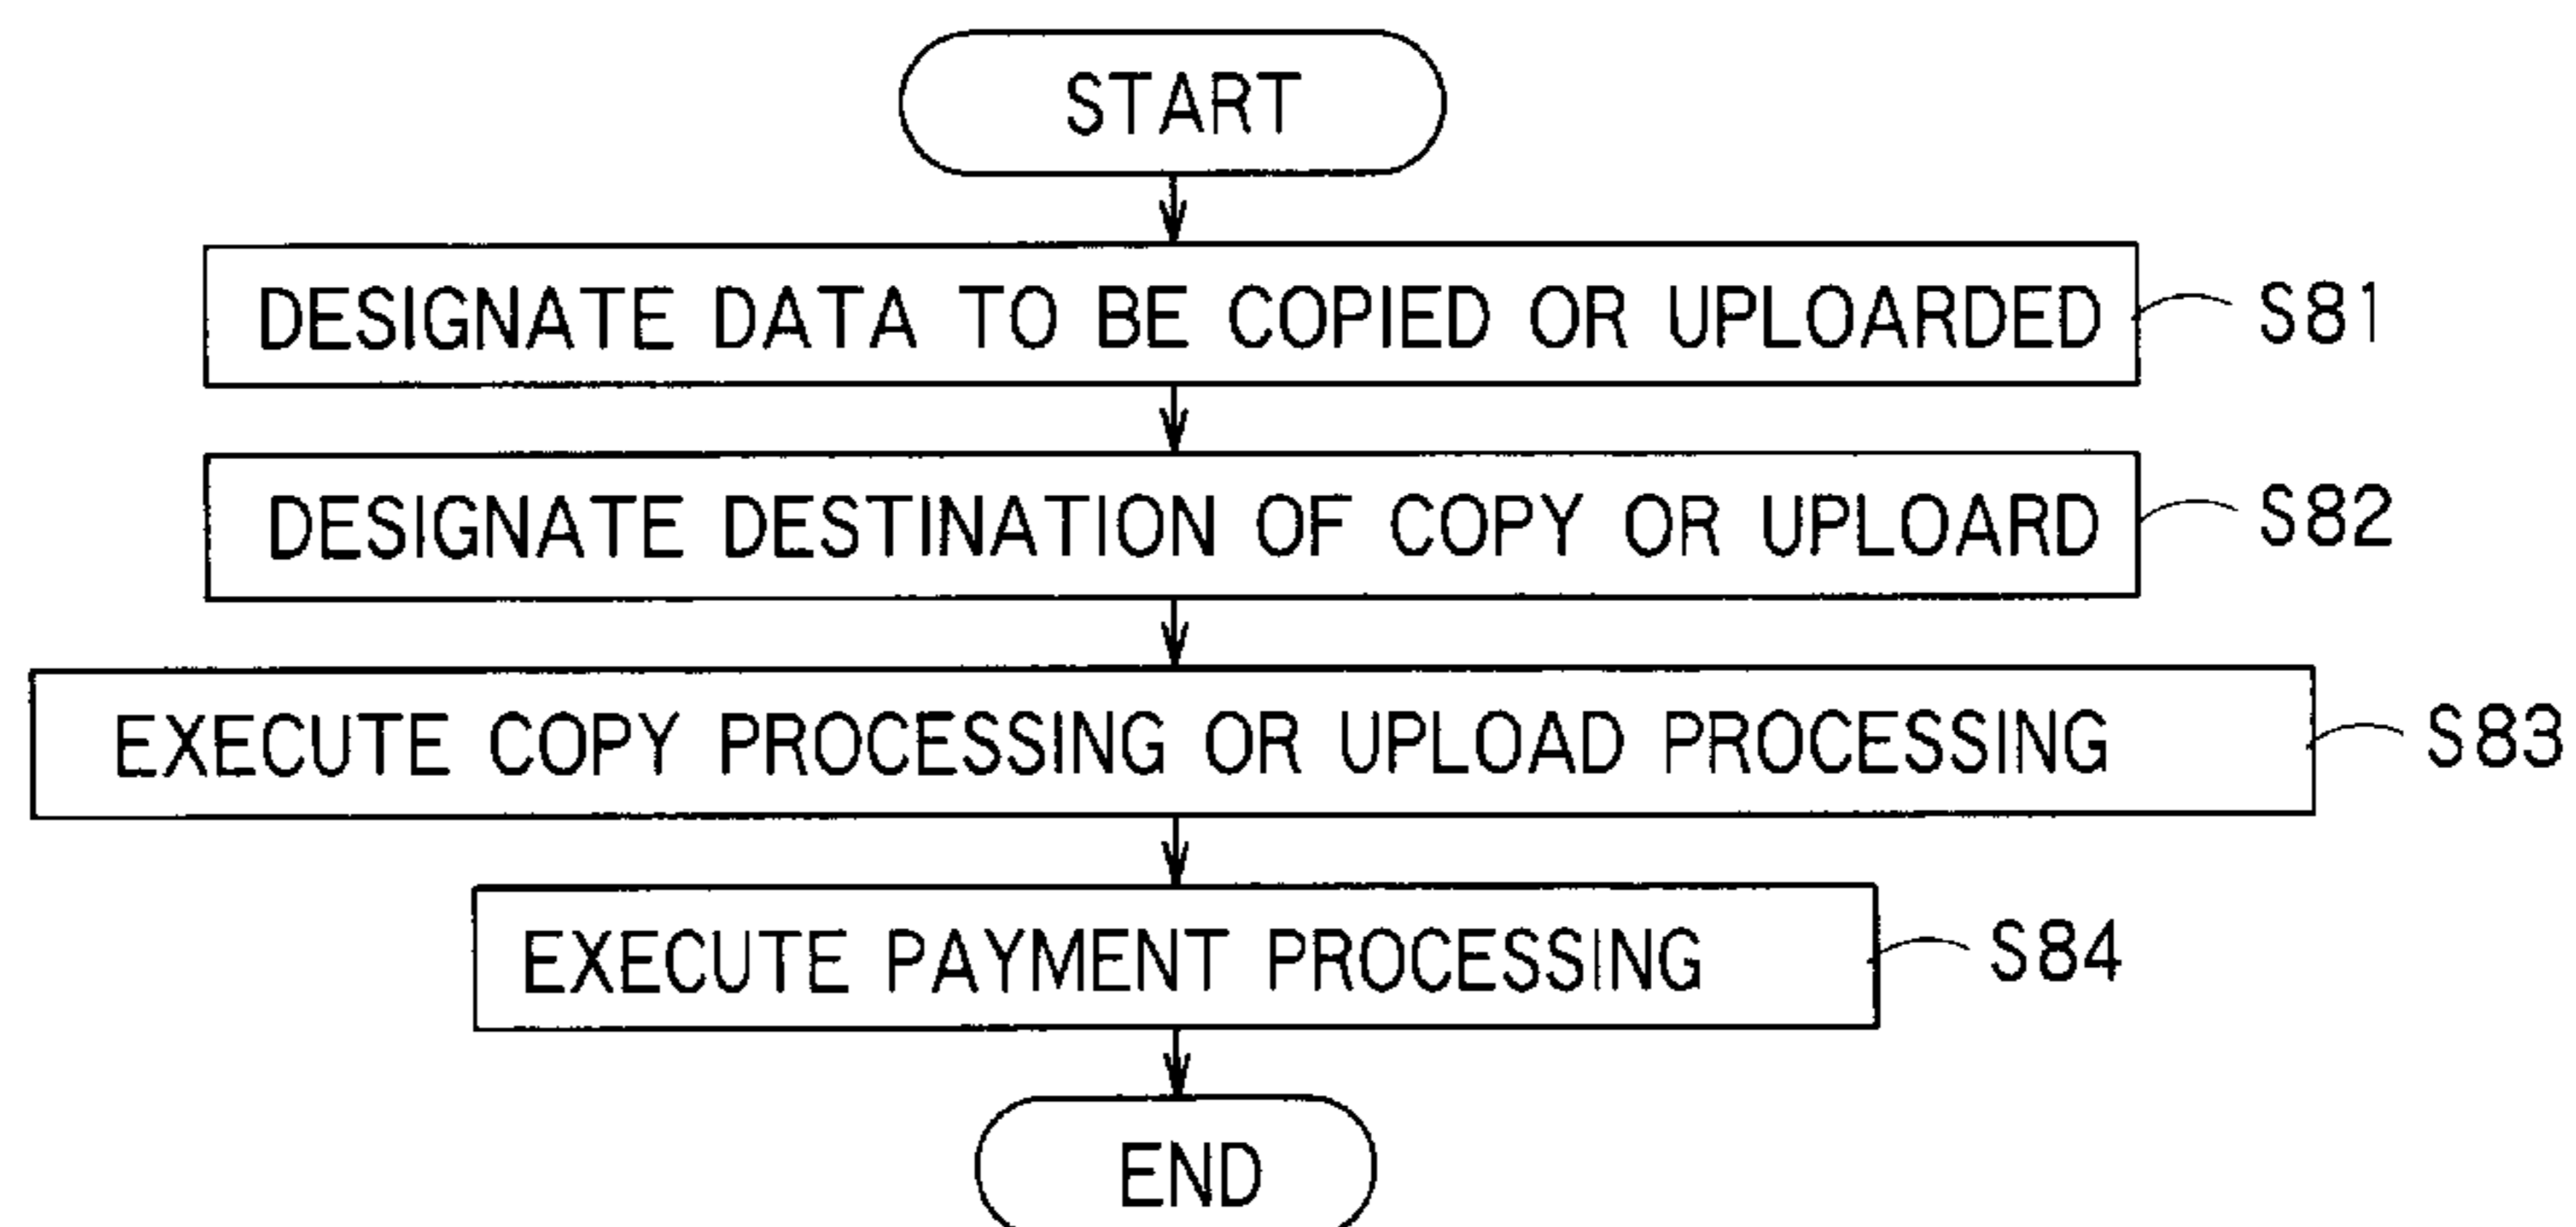 START
DESIGNATE DATA TO BE COPIED OR UPLOARDED S81
DESIGNATE DESTINATION OF COPY OR UPLOARD S82
EXECUTE COPY PROCESSING OR UPLOAD PROCESSING S83
EXECUTE PAYMENT PROCESSING S84
END